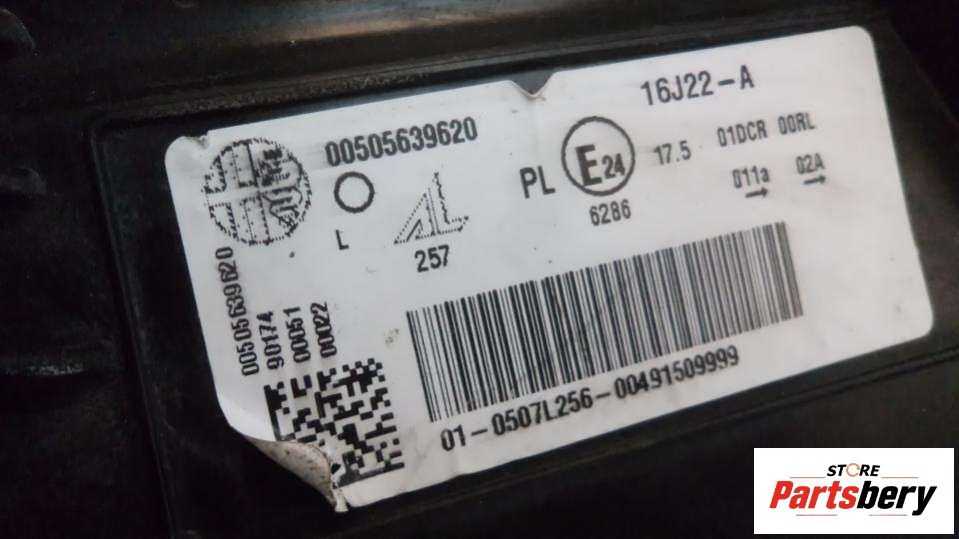 16J22-A
00505639620
PL
E24
17.5
01DCR 00RL
6286
011a
02A
L
AL
257
00505639620
90174
00051
00022
01-0507L256-00491509999
STORE
Partsbery